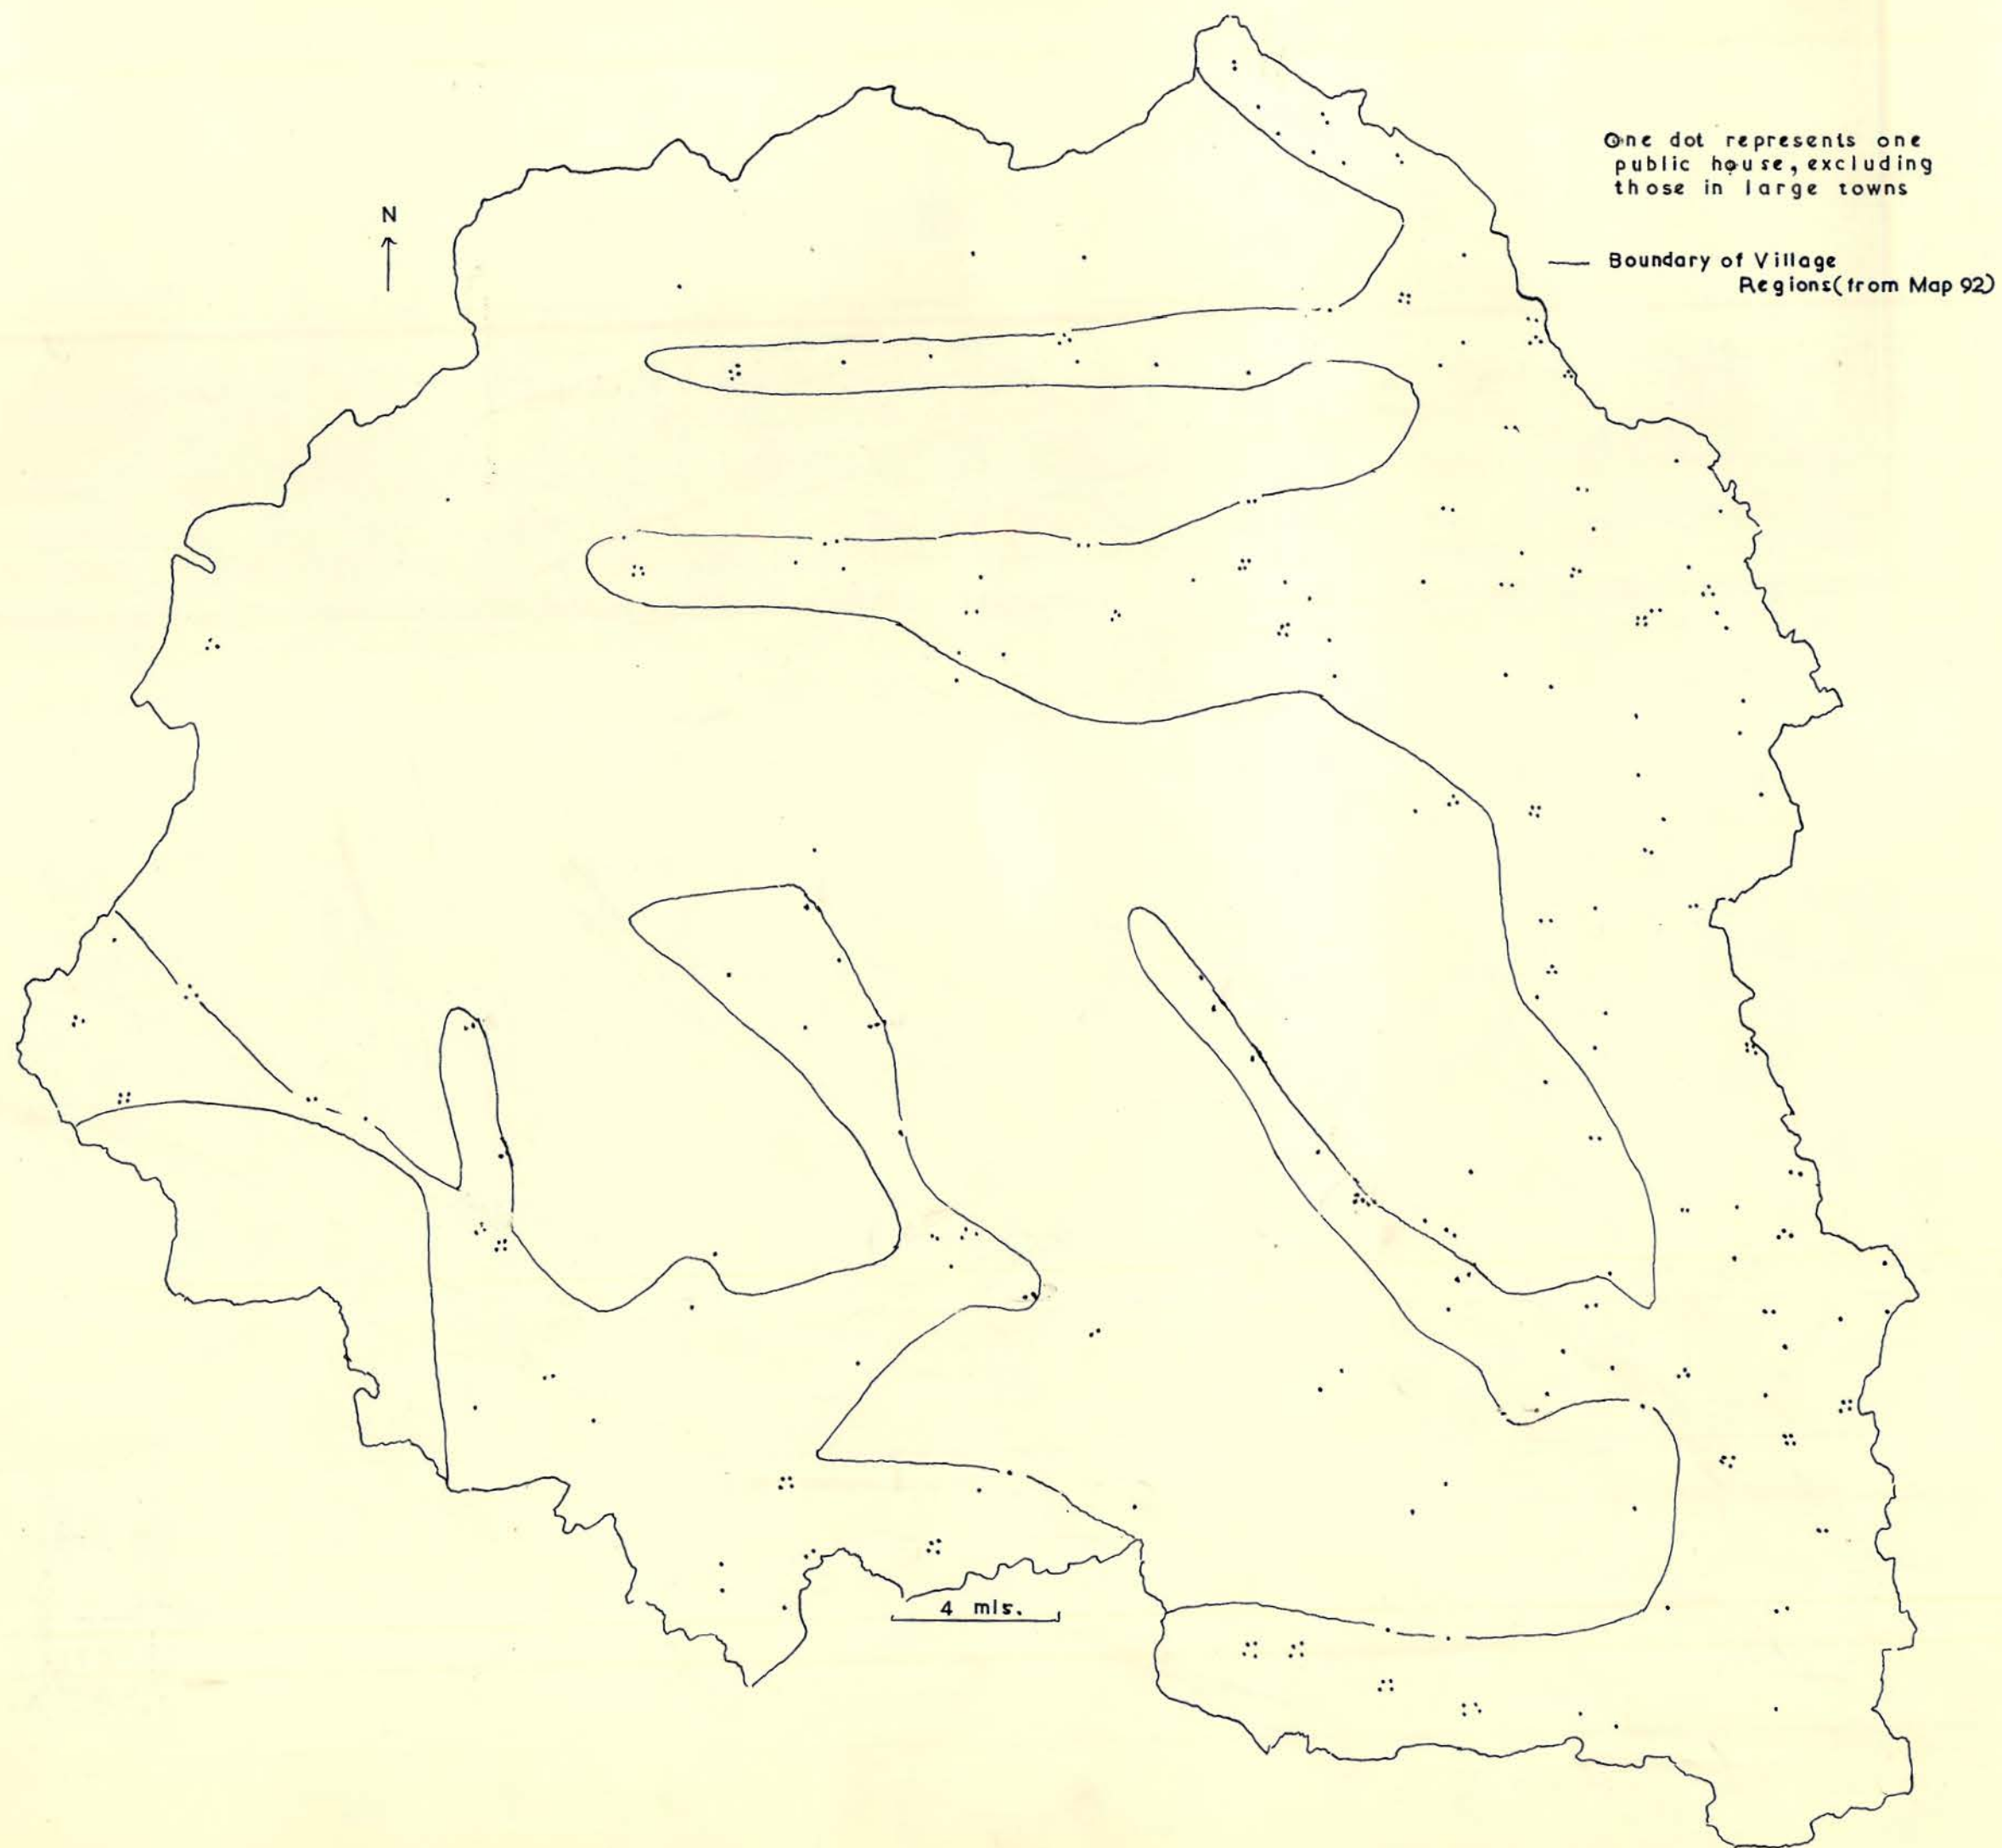 One dot represents one
public house, excluding
those in large towns
N
Boundary of Village
Regions (from Map 92)
4 mls.